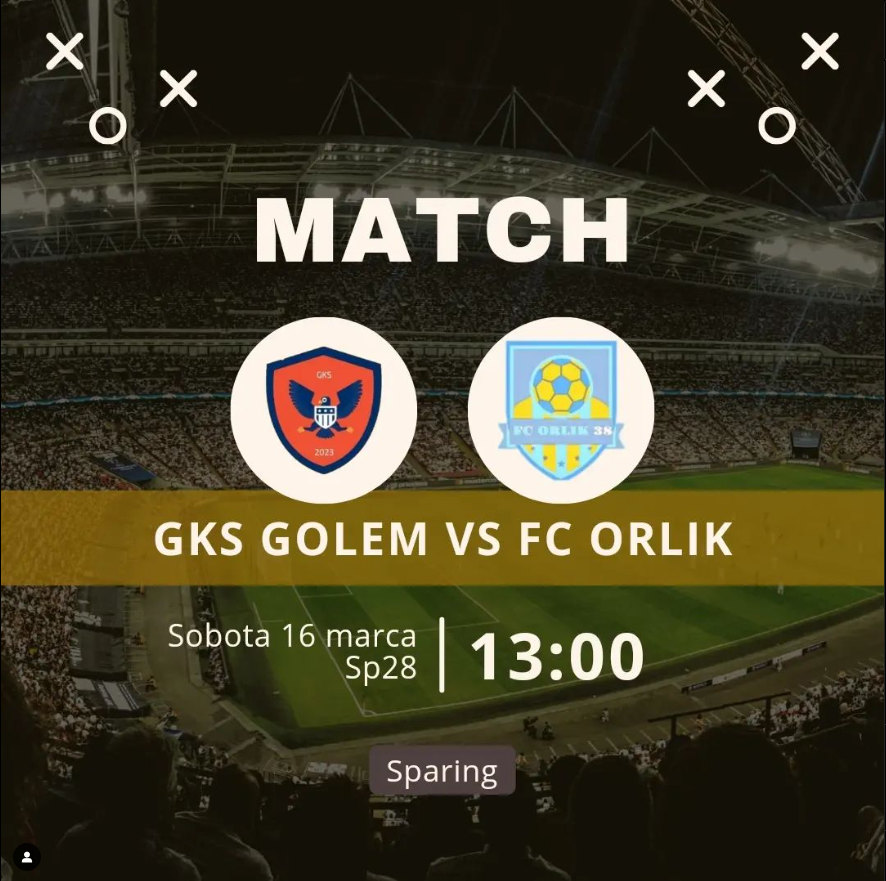 MATCH
GKS
2023
FC ORLIK 38
GKS GOLEM VS FC ORLIK
Sobota 16 marca
Sp28
13:00
Sparing